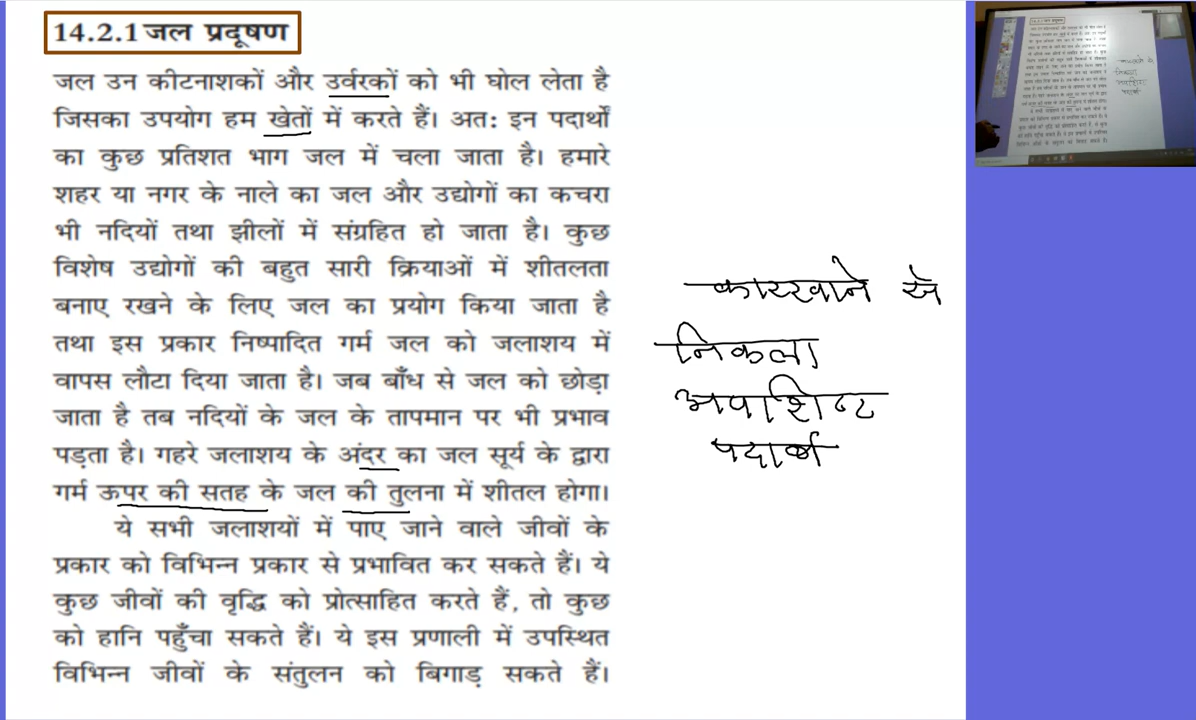 14.2.1 जल प्रदूषण
जल उन कीटनाशकों और उर्वरकों को भी घोल लेता है
जिसका उपयोग हम खेतों में करते हैं। अत: इन पदार्थों
का कुछ प्रतिशत भाग जल में चला जाता है। हमारे
शहर या नगर के नाले का जल और उद्योगों का कचरा
भी नदियों तथा झीलों में संग्रहित हो जाता है। कुछ
विशेष उद्योगों की बहुत सारी क्रियाओं में शीतलता
बनाए रखने के लिए जल का प्रयोग किया जाता है
तथा इस प्रकार निष्पादित गर्म जल को जलाशय में
वापस लौटा दिया जाता है। जब बाँध से जल को छोड़ा
जाता है तब नदियों के जल के तापमान पर भी प्रभाव
पड़ता है। गहरे जलाशय के अंदर का जल सूर्य के द्वारा
गर्म ऊपर की सतह के जल की तुलना में शीतल होगा।
ये सभी जलाशयों में पाए जाने वाले जीवों के
प्रकार को विभिन्न प्रकार से प्रभावित कर सकते हैं। ये
कुछ जीवों की वृद्धि को प्रोत्साहित करते हैं, तो कुछ
को हानि पहुँचा सकते हैं। ये इस प्रणाली में उपस्थित
विभिन्न जीवों के संतुलन को बिगाड़ सकते हैं।
कारखाने से
निकला
अवाशिष्ट
पदार्थ